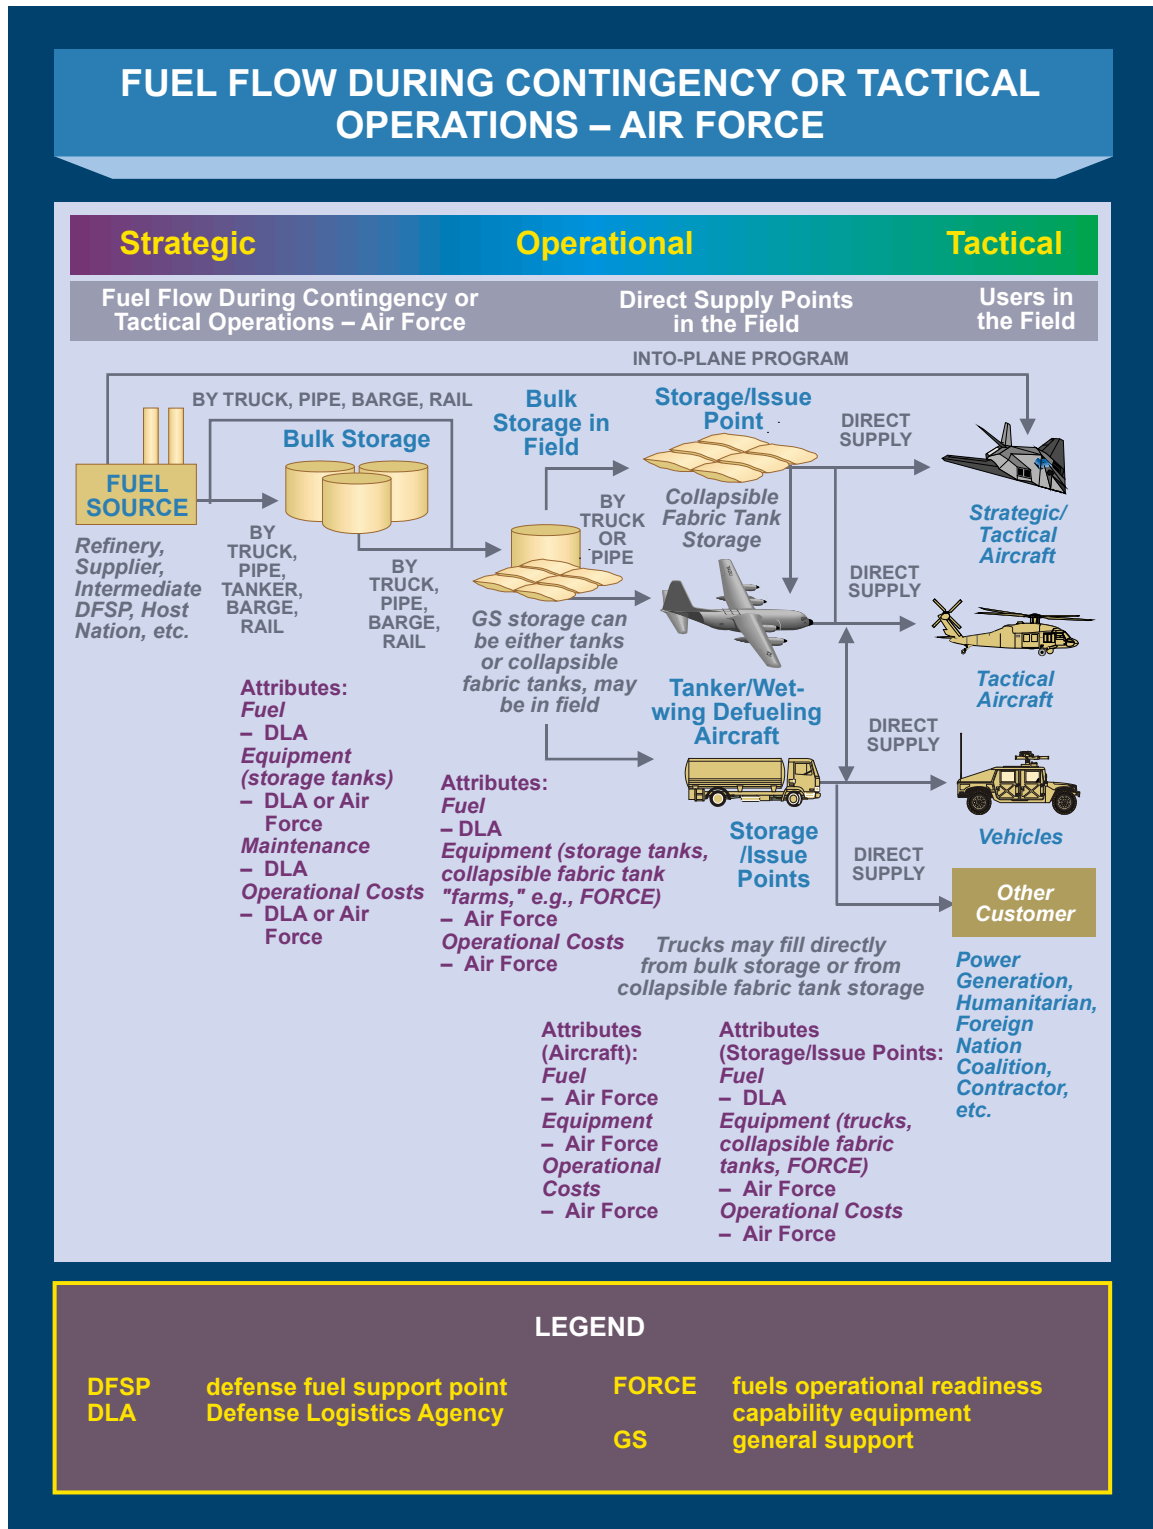 FUEL FLOW DURING CONTINGENCY OR TACTICAL
OPERATIONS – AIR FORCE
Strategic
Operational
Tactical
Fuel Flow During Contingency or
Tactical Operations – Air Force
Direct Supply Points
in the Field
Users in
the Field
INTO-PLANE PROGRAM
BY TRUCK, PIPE, BARGE, RAIL
Bulk Storage
FUEL
SOURCE
Refinery,
Supplier,
Intermediate
DFSP, Host
Nation, etc.
BY
TRUCK,
PIPE,
TANKER,
BARGE,
RAIL
BY
TRUCK,
PIPE,
BARGE,
RAIL
Bulk
Storage in
Field
BY
TRUCK
OR
PIPE
GS storage can
be either tanks
or collapsible
fabric tanks, may
be in field
Storage/Issue
Point
Collapsible
Fabric Tank
Storage
DIRECT
SUPPLY
Strategic/
Tactical
Aircraft
DIRECT
SUPPLY
Tactical
Aircraft
Tanker/Wet-
wing Defueling
Aircraft
DIRECT
SUPPLY
Vehicles
Storage
/Issue
Points
DIRECT
SUPPLY
Other
Customer
Power
Generation,
Humanitarian,
Foreign
Nation
Coalition,
Contractor,
etc.
Attributes:
Fuel
– DLA
Equipment
(storage tanks)
– DLA or Air
Force
Maintenance
– DLA
Operational Costs
– DLA or Air
Force
Attributes:
Fuel
– DLA
Equipment (storage tanks,
collapsible fabric tank
"farms," e.g., FORCE)
– Air Force
Operational Costs
– Air Force
Trucks may fill directly
from bulk storage or from
collapsible fabric tank storage
Attributes
(Aircraft):
Fuel
– Air Force
Equipment
– Air Force
Operational
Costs
– Air Force
Attributes
(Storage/Issue Points:
Fuel
– DLA
Equipment (trucks,
collapsible fabric
tanks, FORCE)
– Air Force
Operational Costs
– Air Force
LEGEND
DFSP defense fuel support point
DLA Defense Logistics Agency
FORCE fuels operational readiness
capability equipment
GS general support